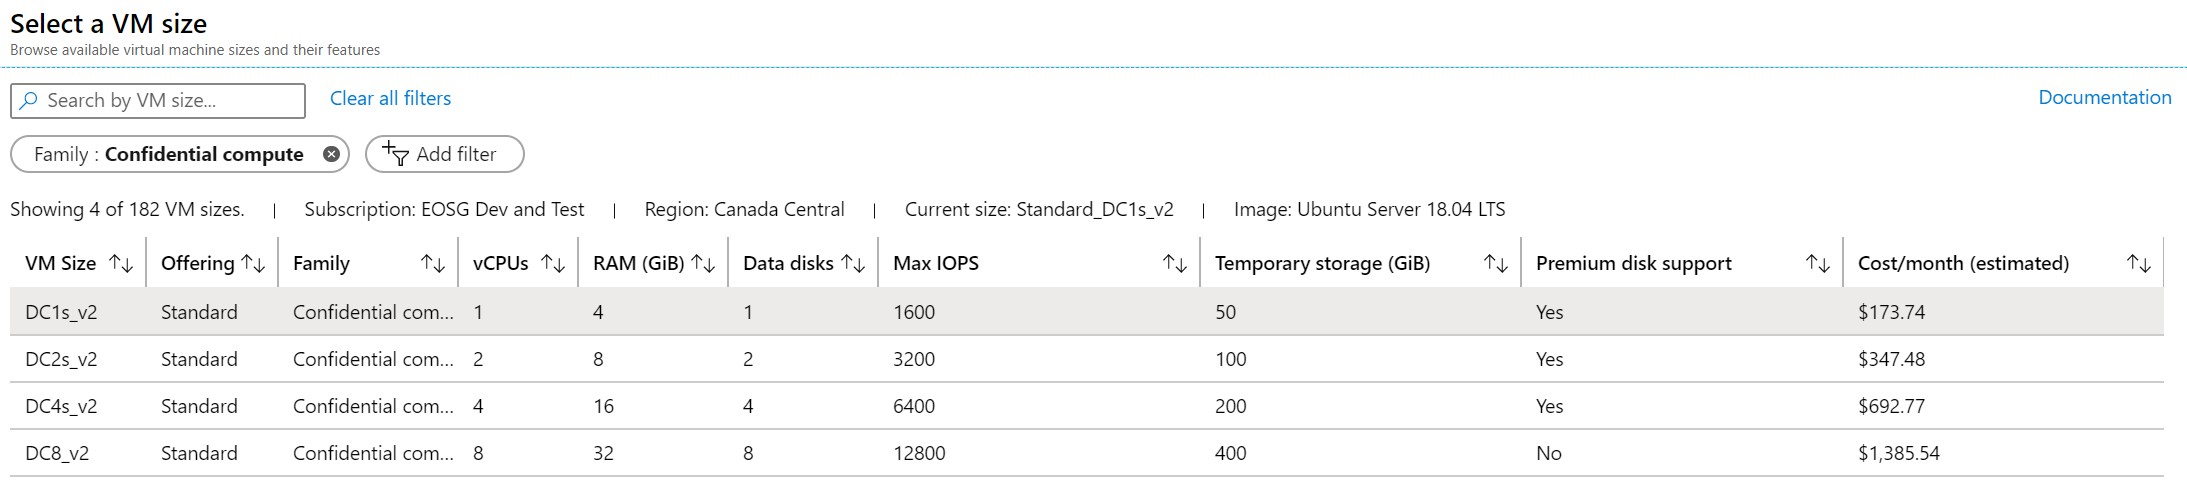 Select a VM size
Browse available virtual machine sizes and their features
Search by VM size... Clear all filters Documentation
Family : Confidential compute Add filter
Showing 4 of 182 VM sizes. | Subscription: EOSG Dev and Test | Region: Canada Central | Current size: Standard_DC1s_v2 | Image: Ubuntu Server 18.04 LTS
VM Size Offering Family vCPUs RAM (GiB) Data disks Max IOPS Temporary storage (GiB) Premium disk support Cost/month (estimated)
DC1s_v2 Standard Confidential com... 1 4 1 1600 50 Yes $173.74
DC2s_v2 Standard Confidential com... 2 8 2 3200 100 Yes $347.48
DC4s_v2 Standard Confidential com... 4 16 4 6400 200 Yes $692.77
DC8_v2 Standard Confidential com... 8 32 8 12800 400 No $1,385.54